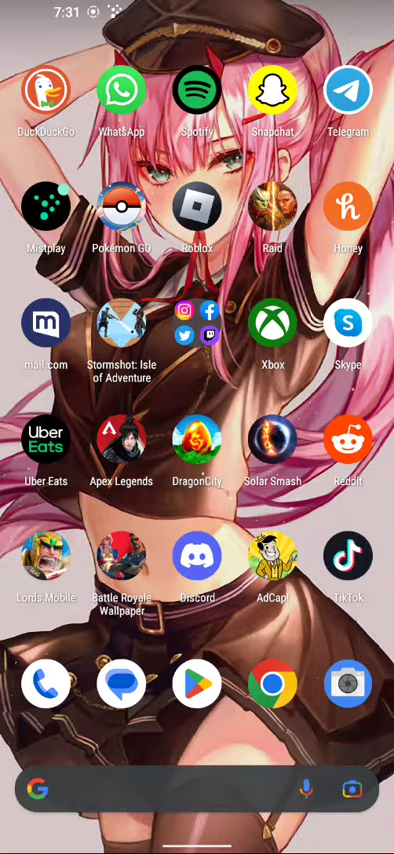 7:31
DuckDuckGo
WhatsApp
Spotify
Snapchat
Telegram
Mistplay
Pokémon GO
Roblox
Raid
Honey
mail.com
Stormshot: Isle
of Adventure
Xbox
Skype
Uber
Eats
Uber Eats
Apex Legends
DragonCity
Solar Smash
Reddit
Lords Mobile
Battle Royale
Wallpaper
Discord
AdCap!
TikTok